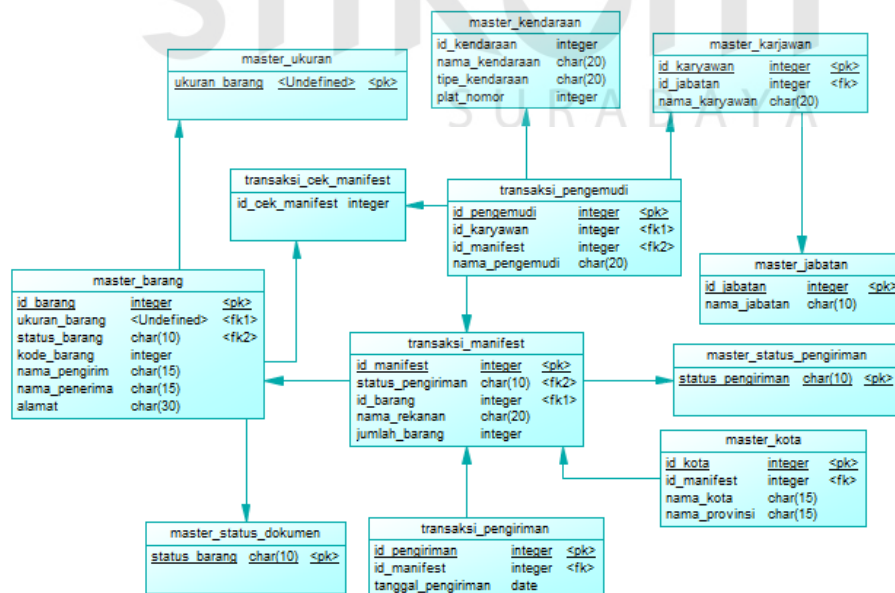 SURABAYA
master_kendaraan
id_kendaraan integer
nama_kendaraan char(20)
tipe_kendaraan char(20)
plat_nomor integer
master_karjawan
id_karyawan integer <pk>
id_jabatan integer <fk>
nama_karyawan char(20)
master_ukuran
ukuran_barang <Undefined> <pk>
transaksi_cek_manifest
id_cek_manifest integer
transaksi_pengemudi
id_pengemudi integer <pk>
id_karyawan integer <fk1>
id_manifest integer <fk2>
nama_pengemudi char(20)
master_jabatan
id_jabatan integer <pk>
nama_jabatan char(10)
master_barang
id_barang integer <pk>
ukuran_barang <Undefined> <fk1>
status_barang char(10) <fk2>
kode_barang integer
nama_pengirim char(15)
nama_penerima char(15)
alamat char(30)
transaksi_manifest
id_manifest integer <pk>
status_pengiriman char(10) <fk2>
id_barang integer <fk1>
nama_rekanan char(20)
jumlah_barang integer
master_status_pengiriman
status_pengiriman char(10) <pk>
master_kota
id_kota integer <pk>
id_manifest integer <fk>
nama_kota char(15)
nama_provinsi char(15)
master_status_dokumen
status_barang char(10) <pk>
transaksi_pengiriman
id_pengiriman integer <pk>
id_manifest integer <fk>
tanggal_pengiriman date